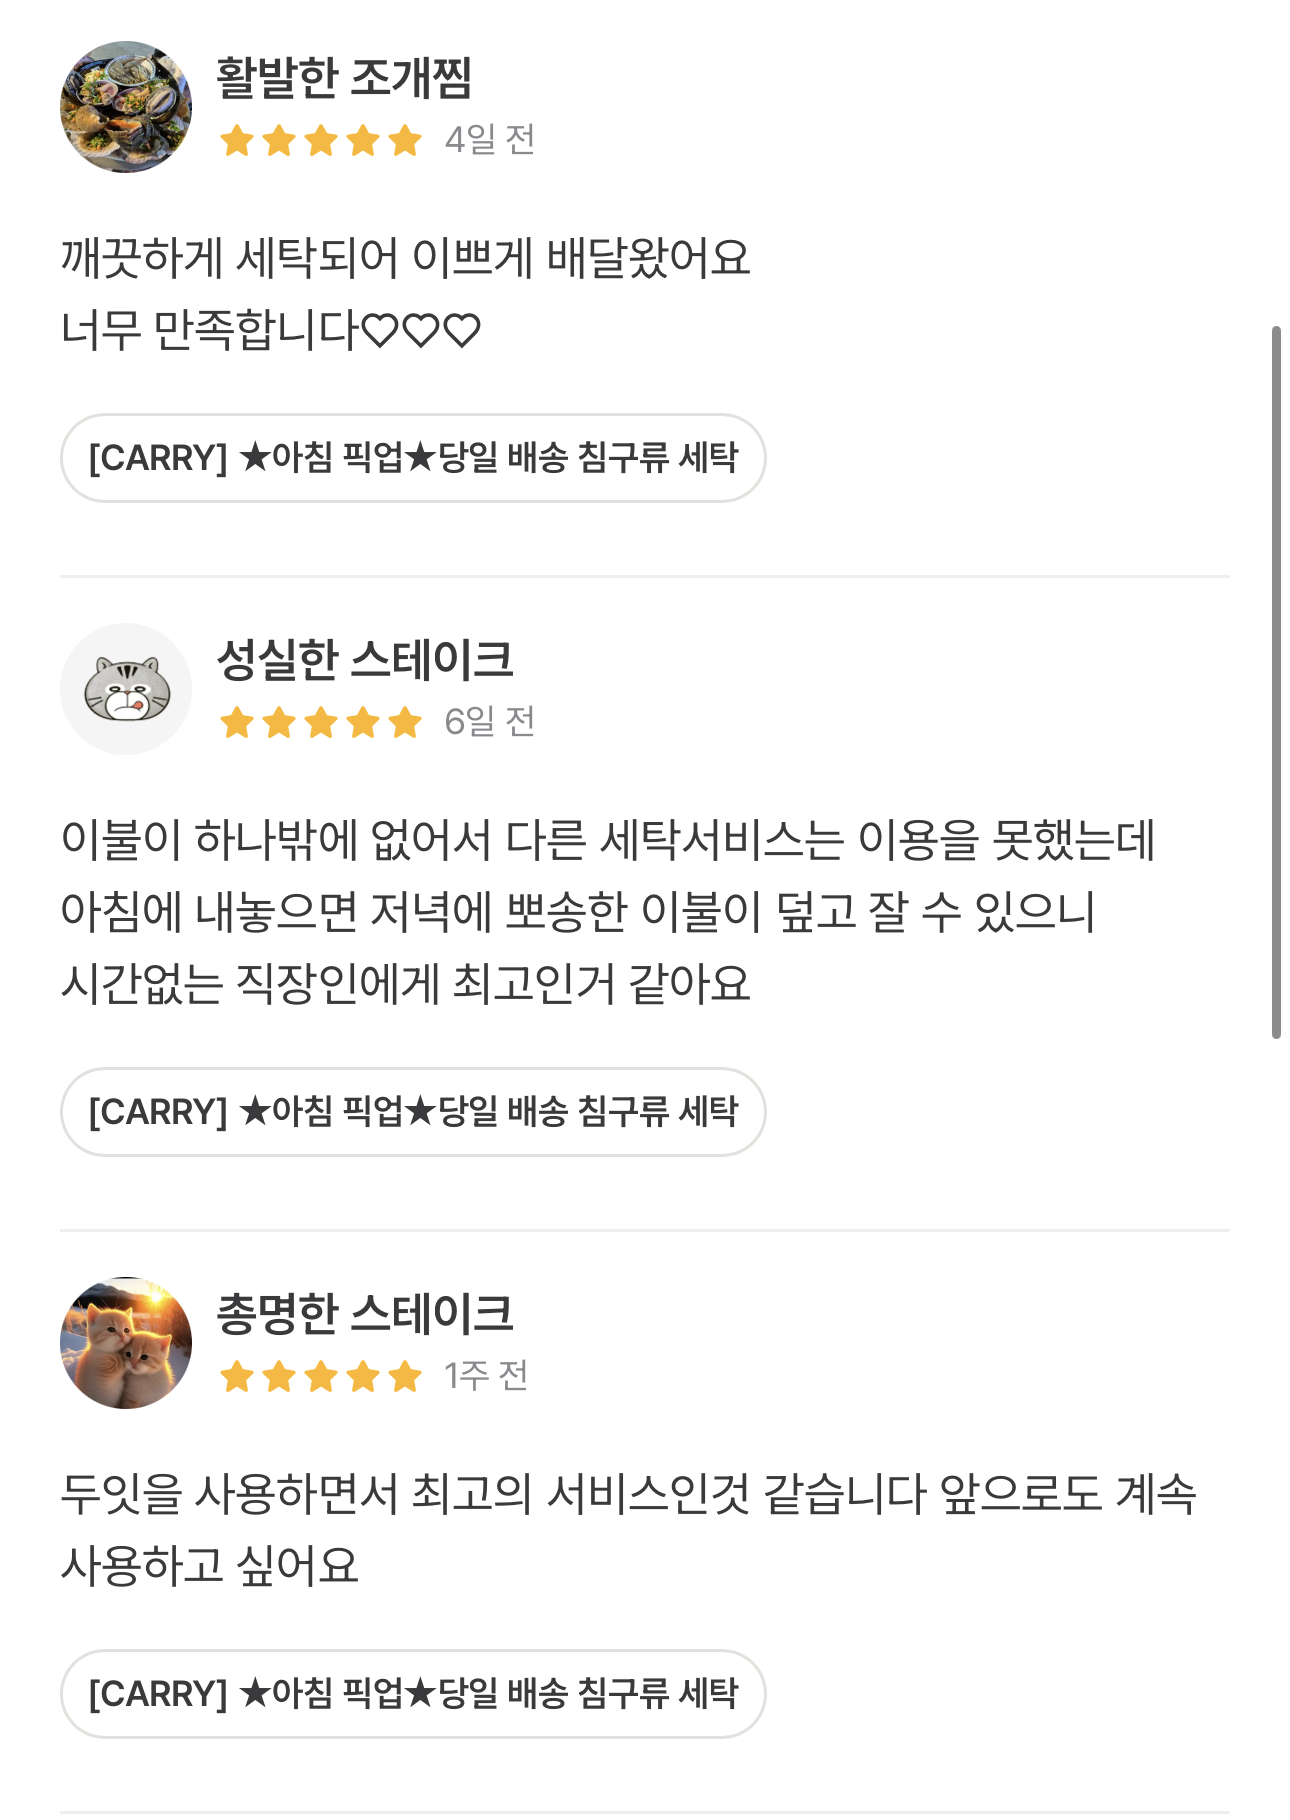 활발한 조개찜
★★★★★ 4일 전
깨끗하게 세탁되어 이쁘게 배달왔어요
너무 만족합니다♡♡♡
[CARRY] ★아침 픽업★당일 배송 침구류 세탁
성실한 스테이크
★★★★★ 6일 전
이불이 하나밖에 없어서 다른 세탁서비스는 이용을 못했는데
아침에 내놓으면 저녁에 뽀송한 이불이 덮고 잘 수 있으니
시간없는 직장인에게 최고인거 같아요
[CARRY] ★아침 픽업★당일 배송 침구류 세탁
총명한 스테이크
★★★★★ 1주 전
두잇을 사용하면서 최고의 서비스인것 같습니다 앞으로도 계속
사용하고 싶어요
[CARRY] ★아침 픽업★당일 배송 침구류 세탁